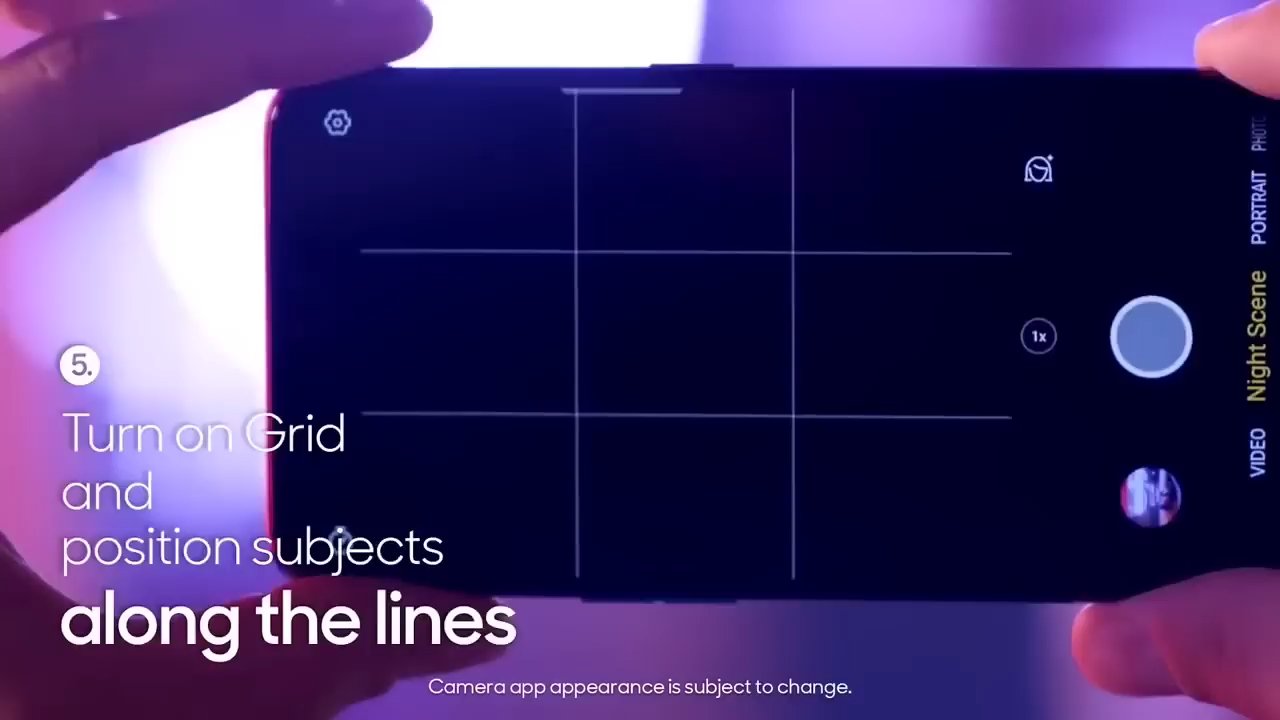 5.
Turn on Grid
and
position subjects
along the lines
Camera app appearance is subject to change.
1x
PHOTO
PORTRAIT
Night Scene
VIDEO